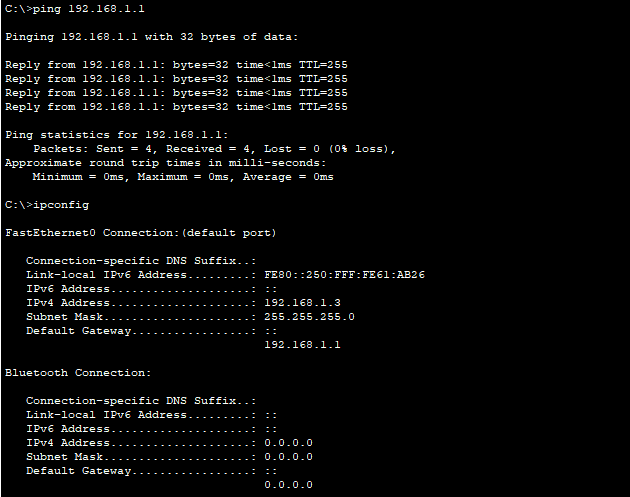 C:\>ping 192.168.1.1
Pinging 192.168.1.1 with 32 bytes of data:
Reply from 192.168.1.1: bytes=32 time<1ms TTL=255
Reply from 192.168.1.1: bytes=32 time<1ms TTL=255
Reply from 192.168.1.1: bytes=32 time<1ms TTL=255
Reply from 192.168.1.1: bytes=32 time<1ms TTL=255
Ping statistics for 192.168.1.1:
Packets: Sent = 4, Received = 4, Lost = 0 (0% loss),
Approximate round trip times in milli-seconds:
Minimum = 0ms, Maximum = 0ms, Average = 0ms
C:\>ipconfig
FastEthernet0 Connection:(default port)
Connection-specific DNS Suffix..:
Link-local IPv6 Address.........: FE80::250:FFF:FE61:AB26
IPv6 Address....................: ::
IPv4 Address....................: 192.168.1.3
Subnet Mask.....................: 255.255.255.0
Default Gateway.................: ::
192.168.1.1
Bluetooth Connection:
Connection-specific DNS Suffix..:
Link-local IPv6 Address.........: ::
IPv6 Address....................: ::
IPv4 Address....................: 0.0.0.0
Subnet Mask.....................: 0.0.0.0
Default Gateway.................: ::
0.0.0.0